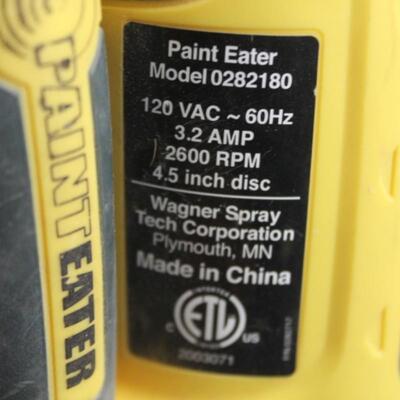 PAINT EATER
Paint Eater
Model 0282180
120 VAC ~ 60Hz
3.2 AMP
2600 RPM
4.5 inch disc
Wagner Spray
Tech Corporation
Plymouth, MN
Made in China
INTERTEK
ETL
C US
2003071